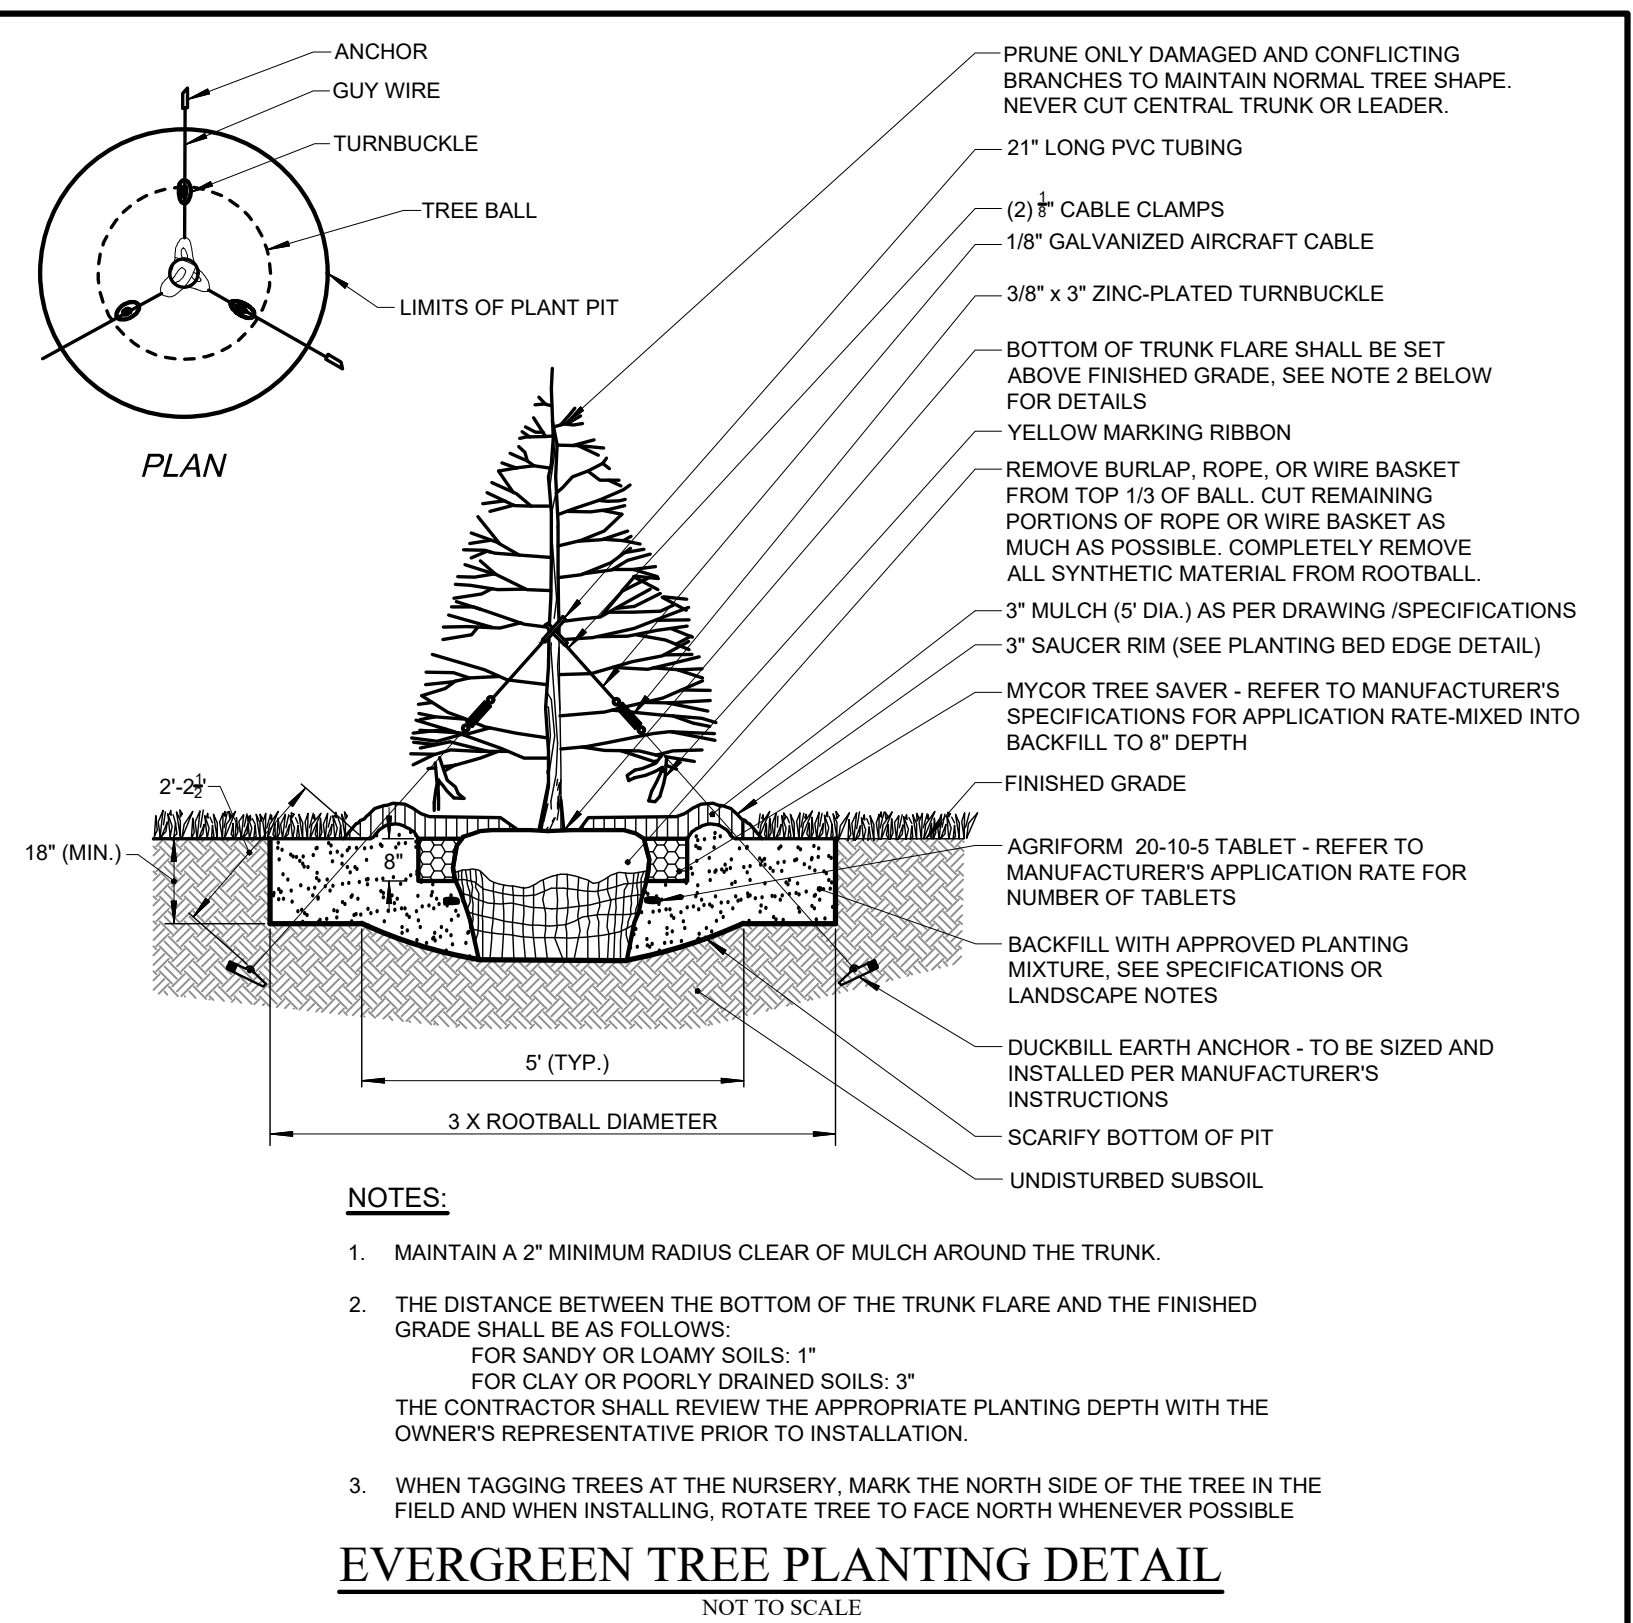 ANCHOR
GUY WIRE
TURNBUCKLE
TREE BALL
LIMITS OF PLANT PIT
PLAN
PRUNE ONLY DAMAGED AND CONFLICTING
BRANCHES TO MAINTAIN NORMAL TREE SHAPE.
NEVER CUT CENTRAL TRUNK OR LEADER.
21" LONG PVC TUBING
(2) 1/8" CABLE CLAMPS
1/8" GALVANIZED AIRCRAFT CABLE
3/8" x 3" ZINC-PLATED TURNBUCKLE
BOTTOM OF TRUNK FLARE SHALL BE SET
ABOVE FINISHED GRADE, SEE NOTE 2 BELOW
FOR DETAILS
YELLOW MARKING RIBBON
REMOVE BURLAP, ROPE, OR WIRE BASKET
FROM TOP 1/3 OF BALL. CUT REMAINING
PORTIONS OF ROPE OR WIRE BASKET AS
MUCH AS POSSIBLE. COMPLETELY REMOVE
ALL SYNTHETIC MATERIAL FROM ROOTBALL.
3" MULCH (5' DIA.) AS PER DRAWING /SPECIFICATIONS
3" SAUCER RIM (SEE PLANTING BED EDGE DETAIL)
MYCOR TREE SAVER - REFER TO MANUFACTURER'S
SPECIFICATIONS FOR APPLICATION RATE-MIXED INTO
BACKFILL TO 8" DEPTH
FINISHED GRADE
AGRIFORM 20-10-5 TABLET - REFER TO
MANUFACTURER'S APPLICATION RATE FOR
NUMBER OF TABLETS
BACKFILL WITH APPROVED PLANTING
MIXTURE, SEE SPECIFICATIONS OR
LANDSCAPE NOTES
DUCKBILL EARTH ANCHOR - TO BE SIZED AND
INSTALLED PER MANUFACTURER'S
INSTRUCTIONS
SCARIFY BOTTOM OF PIT
UNDISTURBED SUBSOIL
2'-2 1/2'
18" (MIN.)
8"
5' (TYP.)
3 X ROOTBALL DIAMETER
NOTES:
1. MAINTAIN A 2" MINIMUM RADIUS CLEAR OF MULCH AROUND THE TRUNK.
2. THE DISTANCE BETWEEN THE BOTTOM OF THE TRUNK FLARE AND THE FINISHED
GRADE SHALL BE AS FOLLOWS:
FOR SANDY OR LOAMY SOILS: 1"
FOR CLAY OR POORLY DRAINED SOILS: 3"
THE CONTRACTOR SHALL REVIEW THE APPROPRIATE PLANTING DEPTH WITH THE
OWNER'S REPRESENTATIVE PRIOR TO INSTALLATION.
3. WHEN TAGGING TREES AT THE NURSERY, MARK THE NORTH SIDE OF THE TREE IN THE
FIELD AND WHEN INSTALLING, ROTATE TREE TO FACE NORTH WHENEVER POSSIBLE
EVERGREEN TREE PLANTING DETAIL
NOT TO SCALE